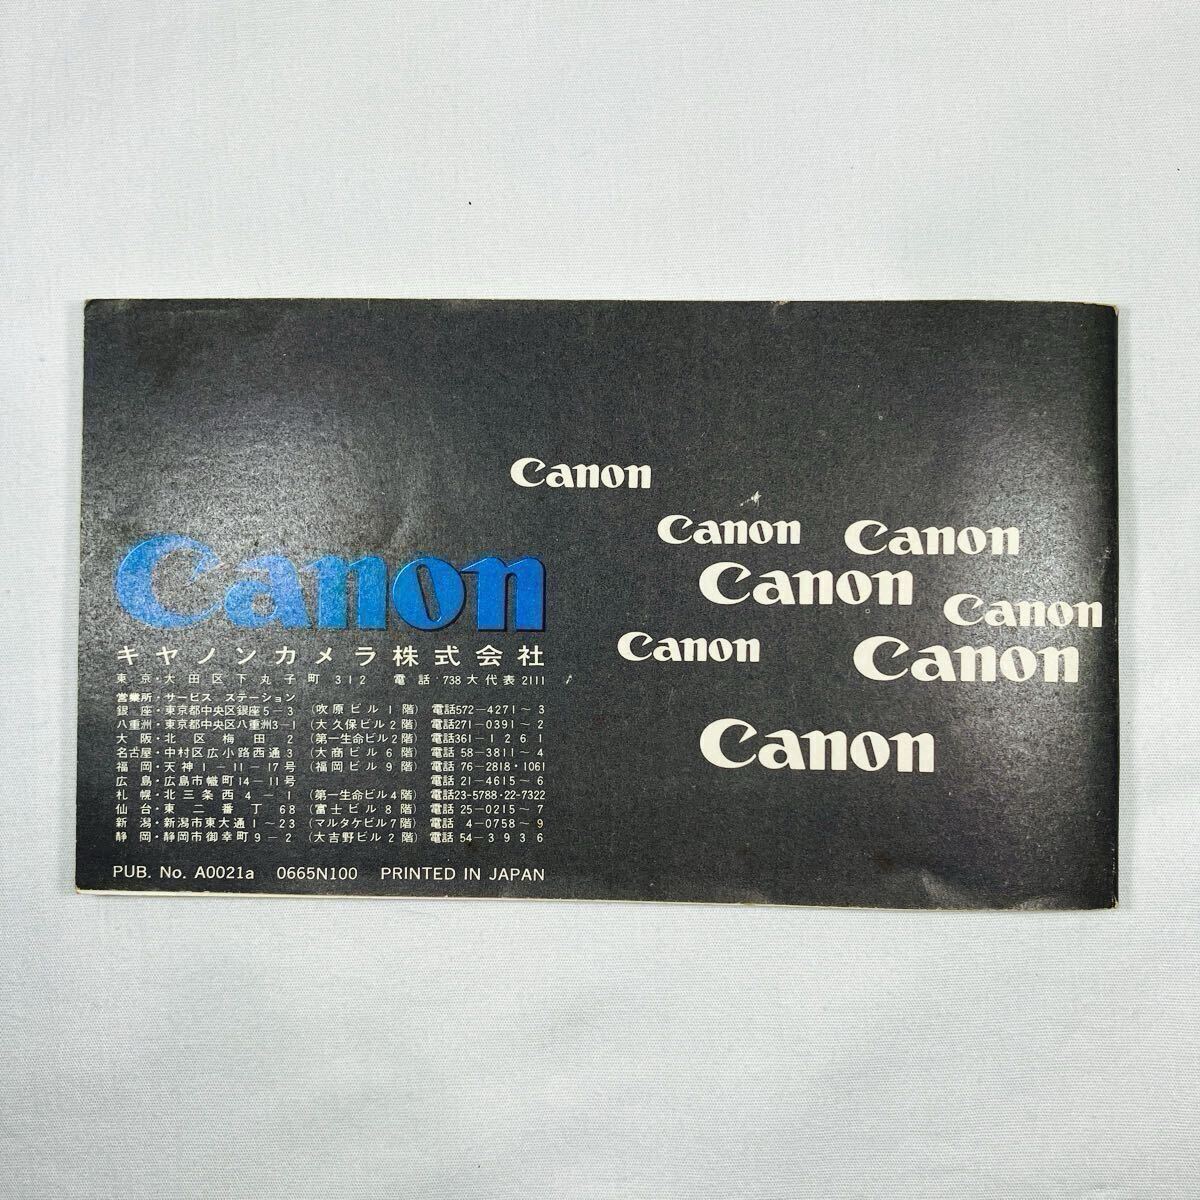 Canon
Canon
Canon
Canon
Canon
Canon
Canon
Canon
Canon
キヤノンカメラ株式会社
東京・大田区下丸子町312 電話・738大代表2111
営業所・サービス ステーション
銀座・東京都中央区銀座5-3 (吹原ビル1階) 電話572-4271~3
八重洲・東京都中央区八重洲3-1 (大久保ビル2階) 電話271-0391~2
大阪・北区梅田2 (第一生命ビル2階) 電話361-1261
名古屋・中村区広小路西通3 (大商ビル6階) 電話58-3811~4
福岡・天神1-11-17号 (福岡ビル9階) 電話76-2818・1061
広島・広島市幟町14-11号 電話21-4615~6
札幌・北三条西4-1 (第一生命ビル4階) 電話23-5788・22-7322
仙台・東二番丁68 (富士ビル8階) 電話25-0215~7
新潟・新潟市東大通1~23 (マルタケビル7階) 電話4-0758~9
静岡・静岡市御幸町9-2 (大吉野ビル2階) 電話54-3936
PUB. No. A0021a 0665N100 PRINTED IN JAPAN